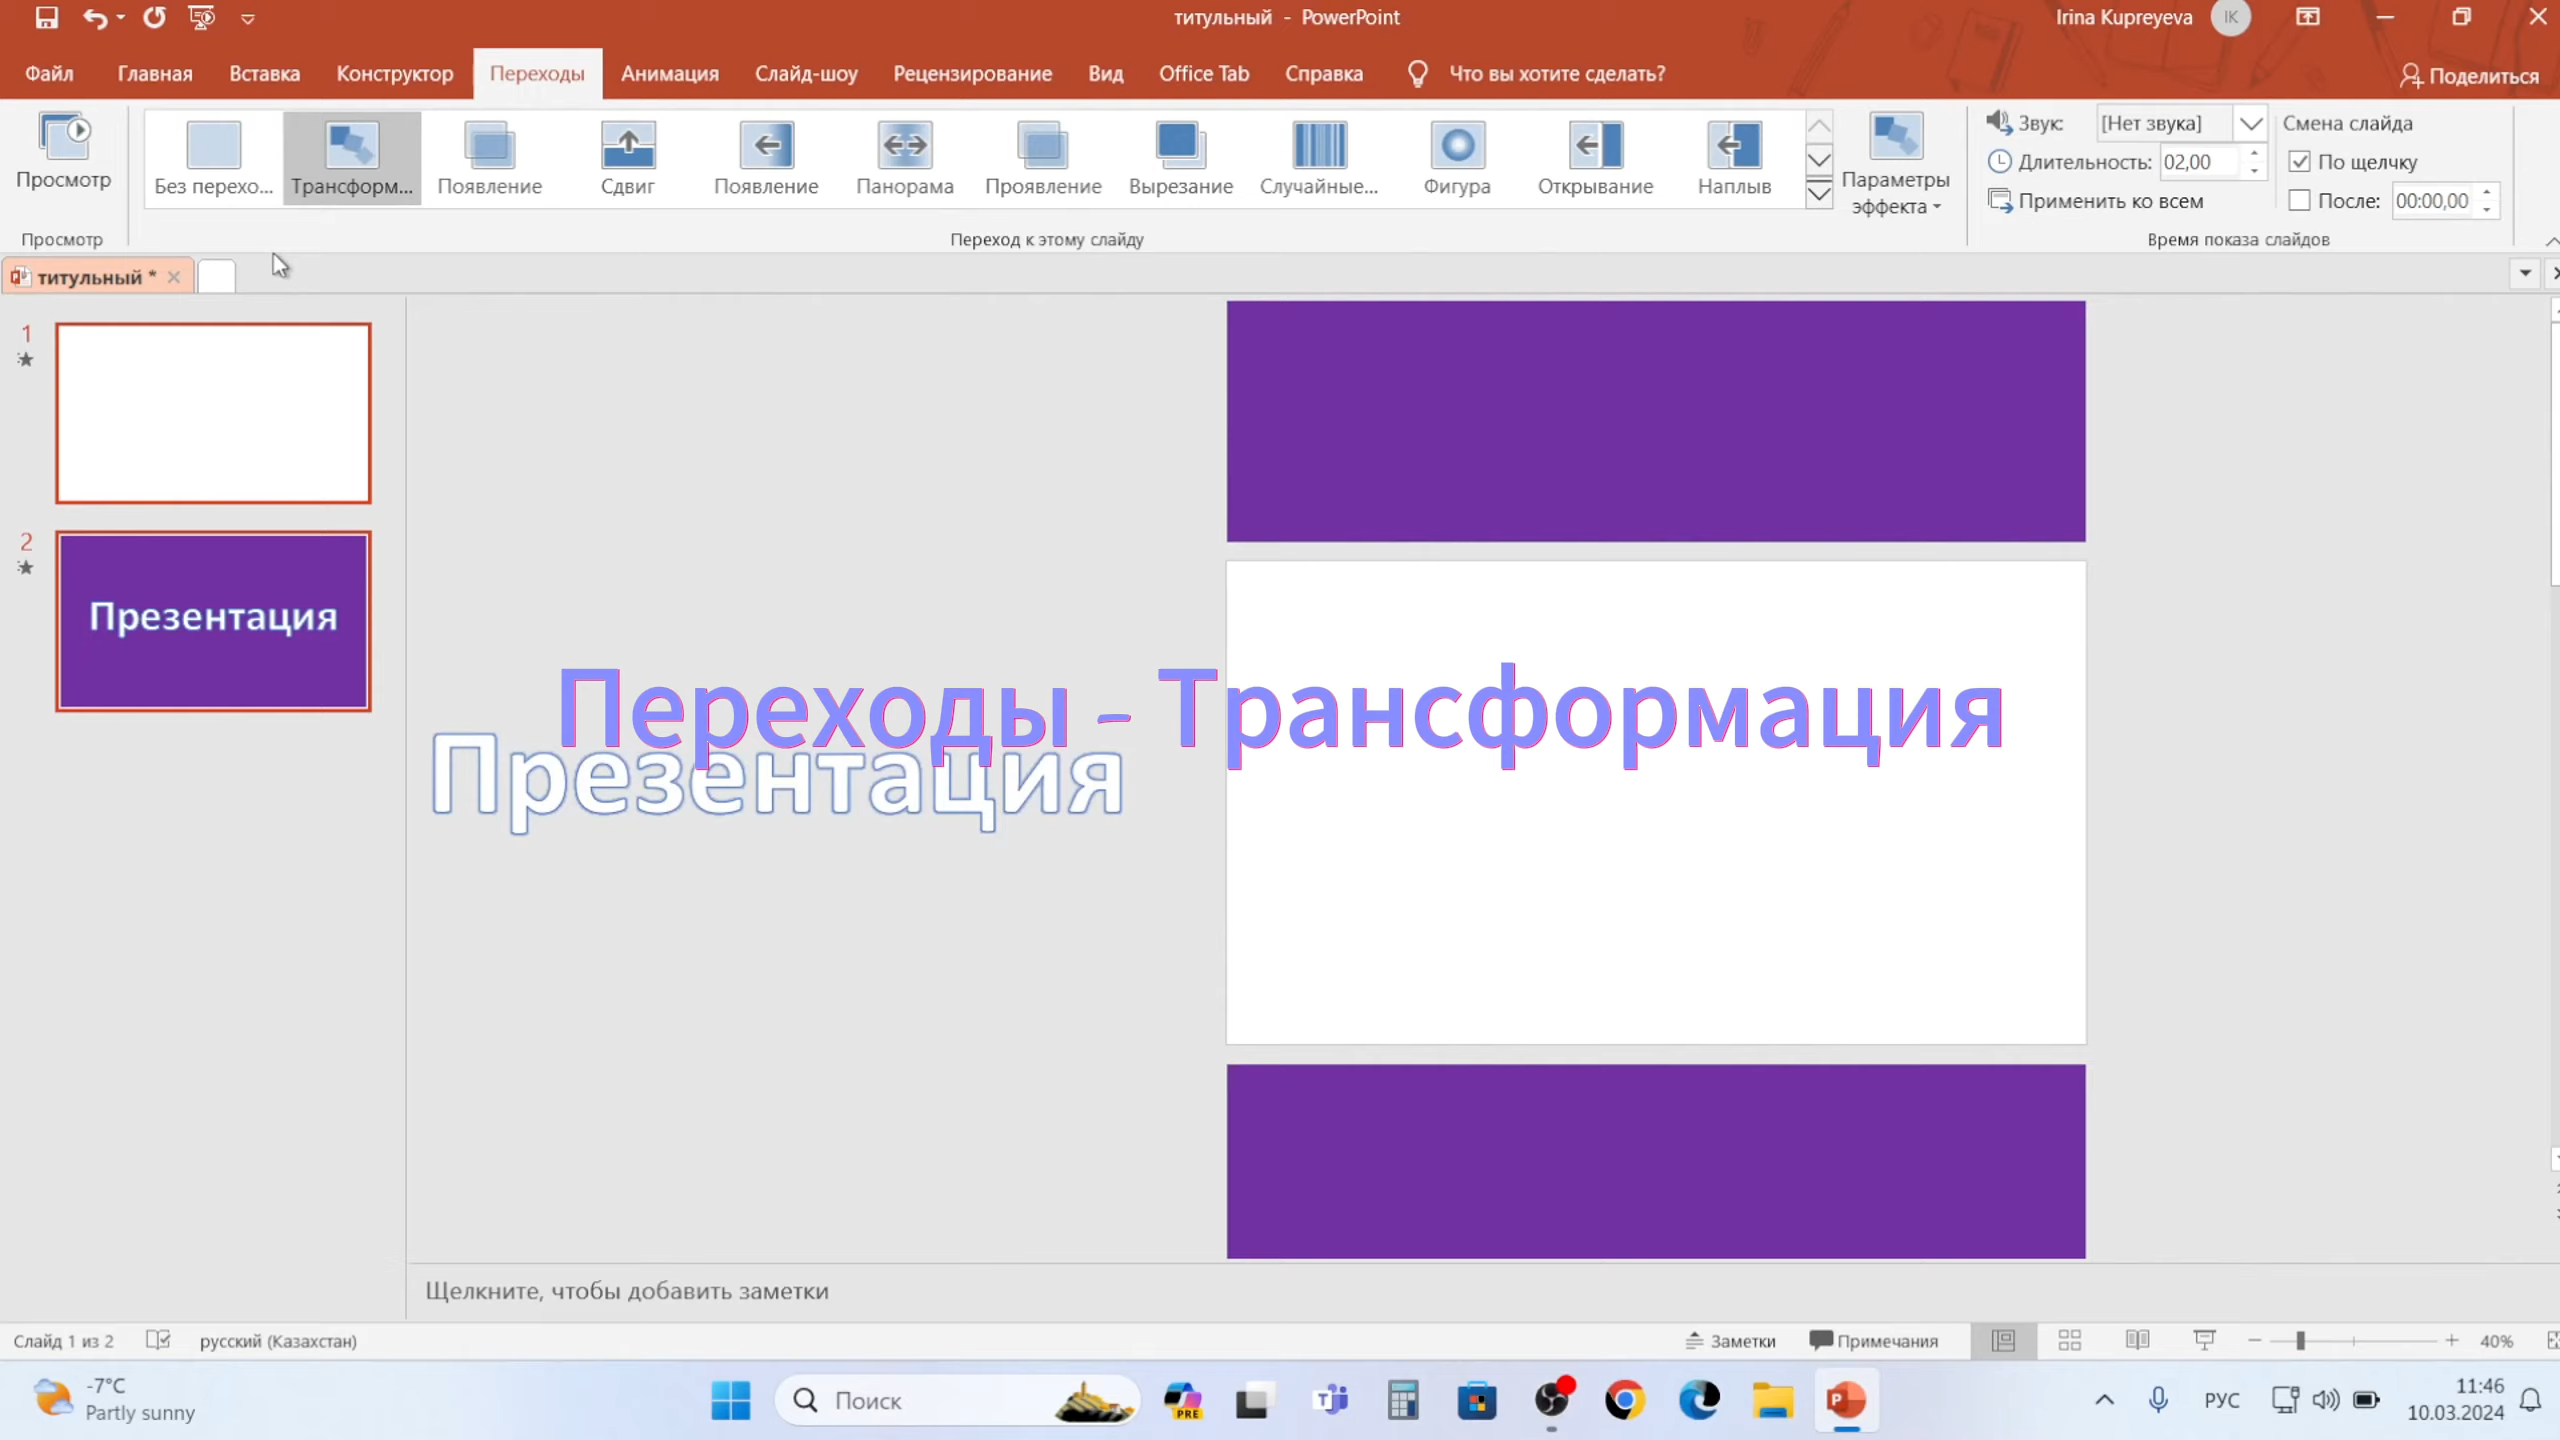 титульный - PowerPoint
Irina Kupreyeva
IK
Файл
Главная
Вставка
Конструктор
Переходы
Анимация
Слайд-шоу
Рецензирование
Вид
Office Tab
Справка
Что вы хотите сделать?
Поделиться
Просмотр
Без перехо...
Трансформ...
Появление
Сдвиг
Появление
Панорама
Проявление
Вырезание
Случайные...
Фигура
Открывание
Наплыв
Параметры
эффекта
Звук:
[Нет звука]
Длительность:
02,00
Применить ко всем
Смена слайда
По щелчку
После:
00:00,00
Просмотр
Переход к этому слайду
Время показа слайдов
титульный *
1
2
Презентация
Переходы - Трансформация
Презентация
Щелкните, чтобы добавить заметки
Слайд 1 из 2
русский (Казахстан)
Заметки
Примечания
40%
-7°C
Partly sunny
Поиск
PRE
РУС
11:46
10.03.2024